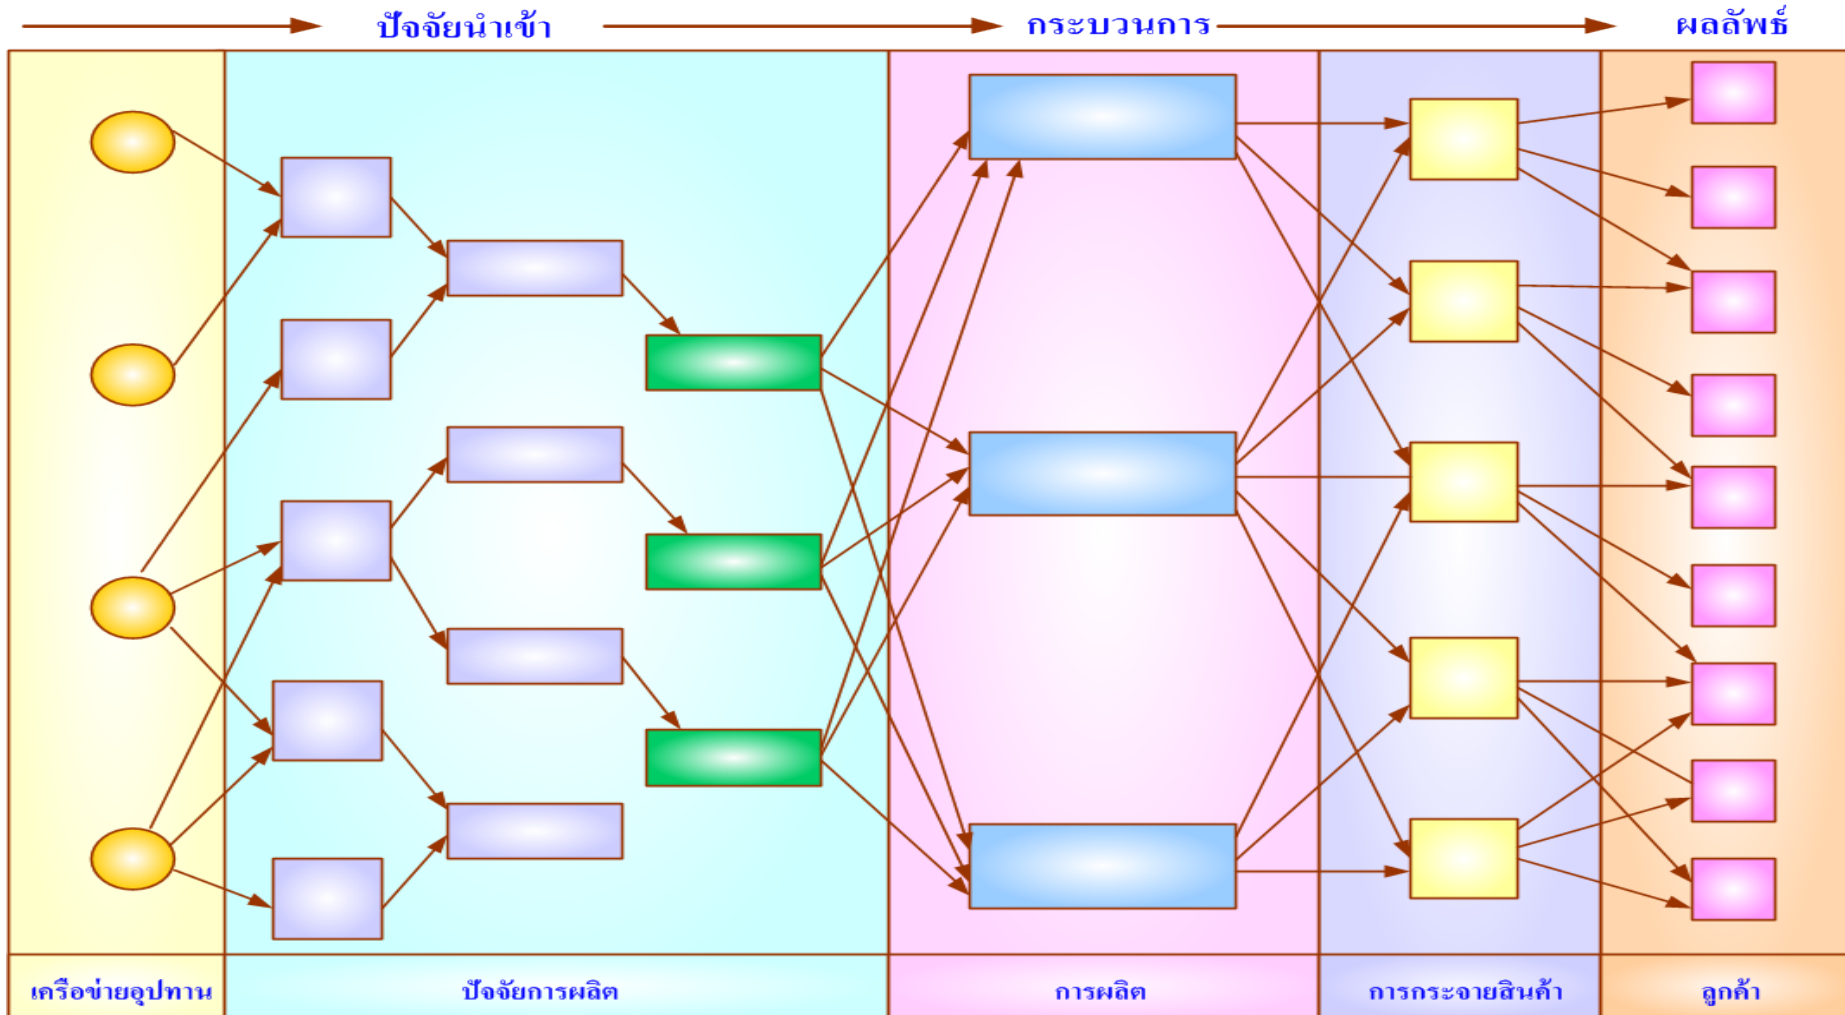 ปัจจัยนำเข้า กระบวนการ ผลลัพธ์
เครือข่ายอุปทาน ปัจจัยการผลิต การผลิต การกระจายสินค้า ลูกค้า